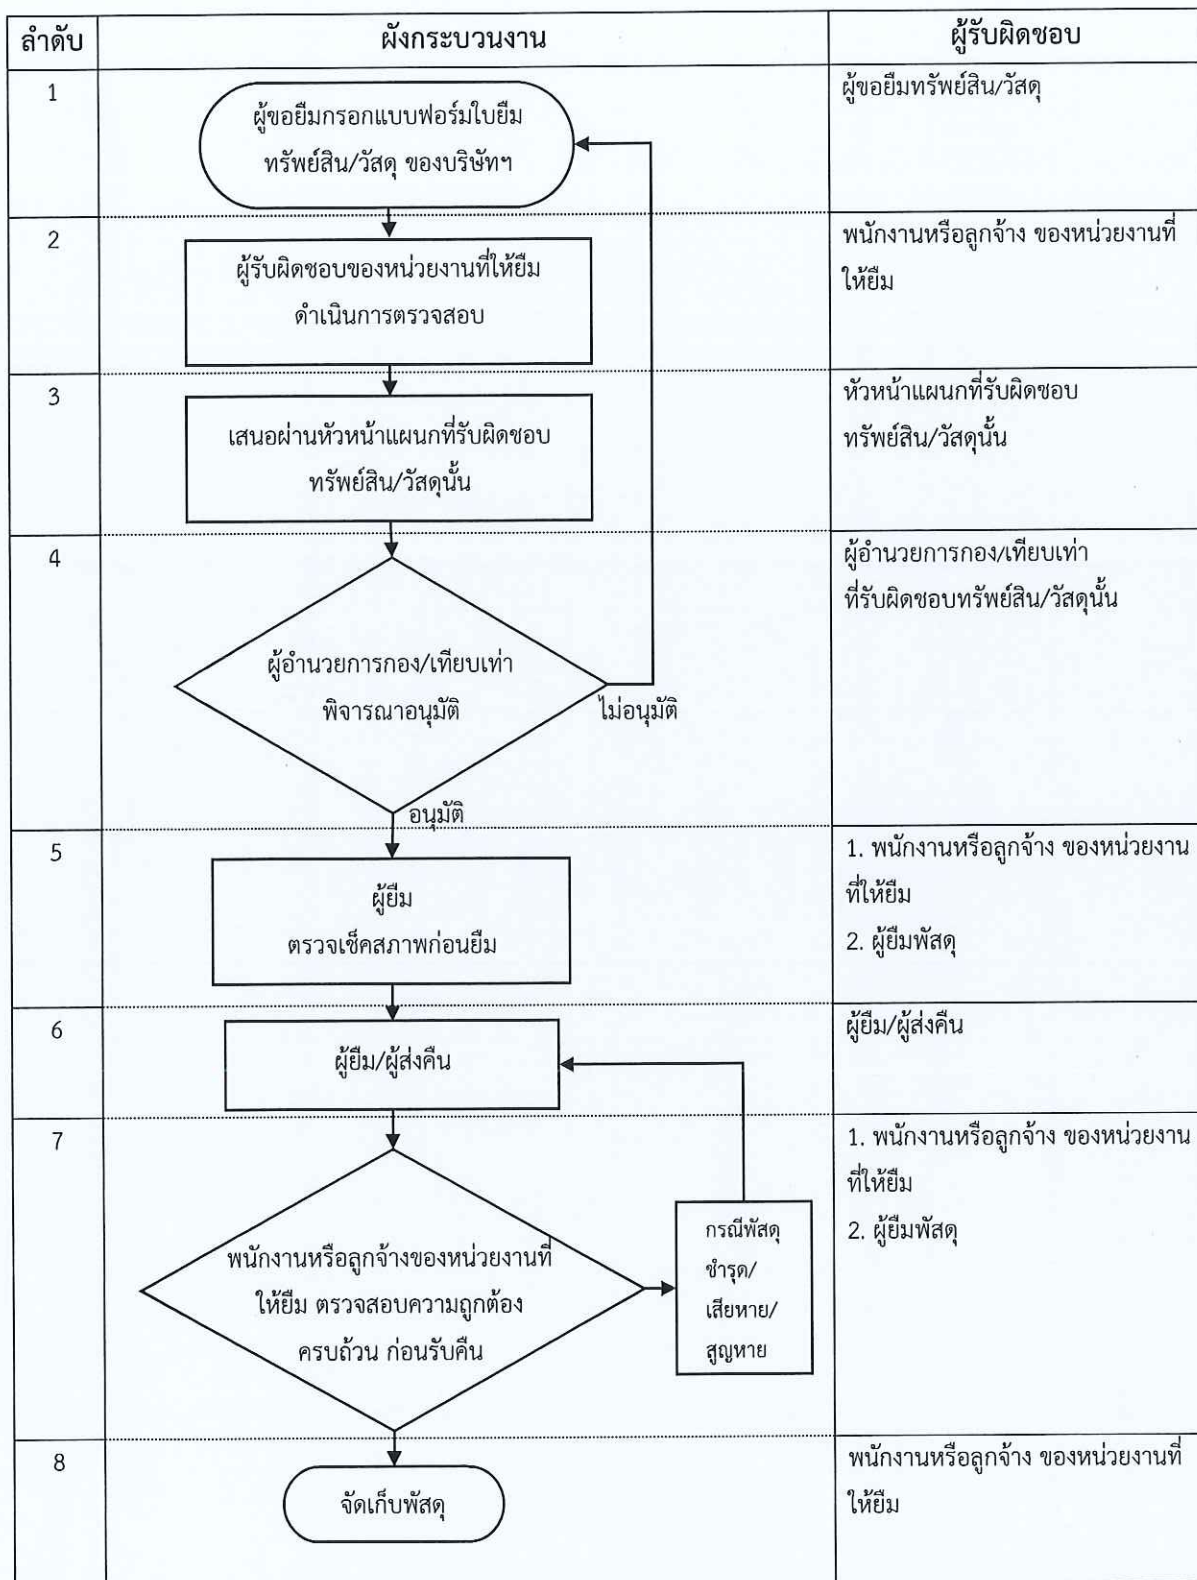 ลำดับ
ผังกระบวนงาน
ผู้รับผิดชอบ
1
ผู้ขอยืมกรอกแบบฟอร์มใบยืม
ทรัพย์สิน/วัสดุ ของบริษัทฯ
ผู้ขอยืมทรัพย์สิน/วัสดุ
2
ผู้รับผิดชอบของหน่วยงานที่ให้ยืม
ดำเนินการตรวจสอบ
พนักงานหรือลูกจ้าง ของหน่วยงานที่
ให้ยืม
3
เสนอผ่านหัวหน้าแผนกที่รับผิดชอบ
ทรัพย์สิน/วัสดุนั้น
หัวหน้าแผนกที่รับผิดชอบ
ทรัพย์สิน/วัสดุนั้น
4
ผู้อำนวยการกอง/เทียบเท่า
พิจารณาอนุมัติ
ไม่อนุมัติ
อนุมัติ
ผู้อำนวยการกอง/เทียบเท่า
ที่รับผิดชอบทรัพย์สิน/วัสดุนั้น
5
ผู้ยืม
ตรวจเช็คสภาพก่อนยืม
1. พนักงานหรือลูกจ้าง ของหน่วยงาน
ที่ให้ยืม
2. ผู้ยืมพัสดุ
6
ผู้ยืม/ผู้ส่งคืน
ผู้ยืม/ผู้ส่งคืน
7
พนักงานหรือลูกจ้างของหน่วยงานที่
ให้ยืม ตรวจสอบความถูกต้อง
ครบถ้วน ก่อนรับคืน
กรณีพัสดุ
ชำรุด/
เสียหาย/
สูญหาย
1. พนักงานหรือลูกจ้าง ของหน่วยงาน
ที่ให้ยืม
2. ผู้ยืมพัสดุ
8
จัดเก็บพัสดุ
พนักงานหรือลูกจ้าง ของหน่วยงานที่
ให้ยืม